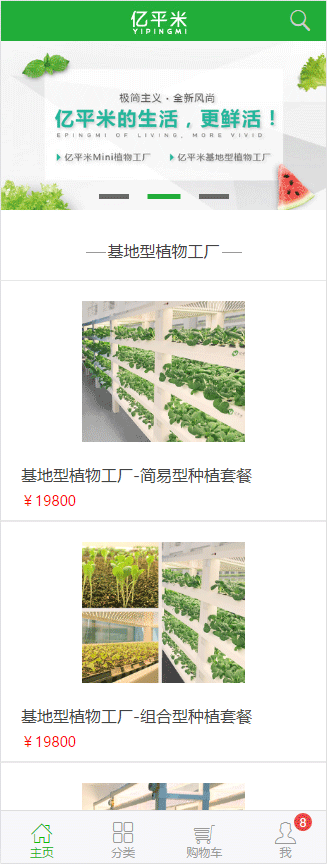 亿平米
YIPINGMI
极简主义·全新风尚
亿平米的生活，更鲜活！
EPINGMI OF LIVING, MORE VIVID
亿平米Mini植物工厂 亿平米基地型植物工厂
基地型植物工厂
基地型植物工厂-简易型种植套餐
￥19800
基地型植物工厂-组合型种植套餐
￥19800
8
主页 分类 购物车 我